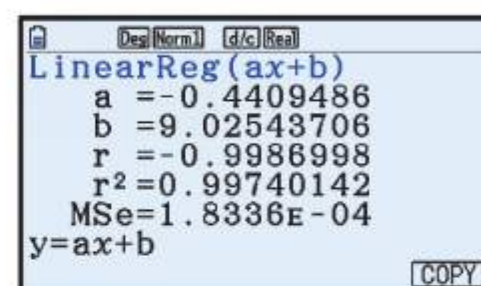 Deg Norm1 d/c Real
LinearReg(ax+b)
a =-0.4409486
b =9.02543706
r =-0.9986998
r²=0.99740142
MSe=1.8336E-04
y=ax+b
COPY